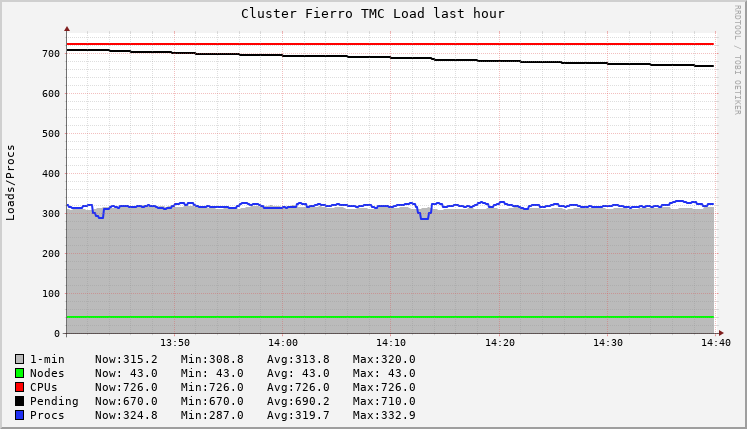 Cluster Fierro TMC Load last hour
RRDTOOL / TOBI OETIKER
Loads/Procs
700
600
500
400
300
200
100
0
13:50 14:00 14:10 14:20 14:30 14:40
1-min Now:315.2 Min:308.8 Avg:313.8 Max:320.0
Nodes Now: 43.0 Min: 43.0 Avg: 43.0 Max: 43.0
CPUs Now:726.0 Min:726.0 Avg:726.0 Max:726.0
Pending Now:670.0 Min:670.0 Avg:690.2 Max:710.0
Procs Now:324.8 Min:287.0 Avg:319.7 Max:332.9